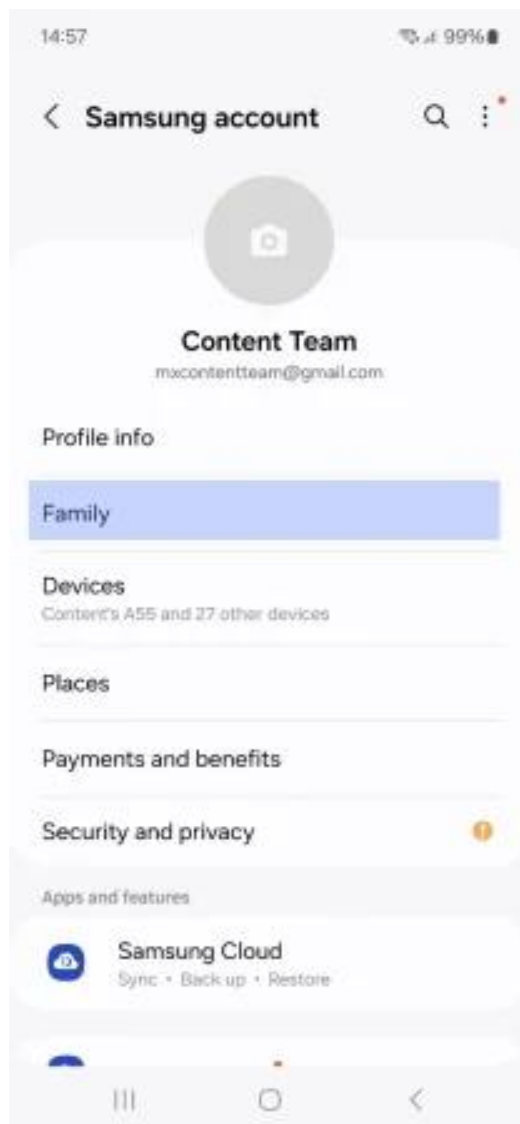 14:57
99%
Samsung account
Content Team
mxcontentteam@gmail.com
Profile info
Family
Devices
Content's A55 and 27 other devices
Places
Payments and benefits
Security and privacy
Apps and features
Samsung Cloud
Sync • Back up • Restore